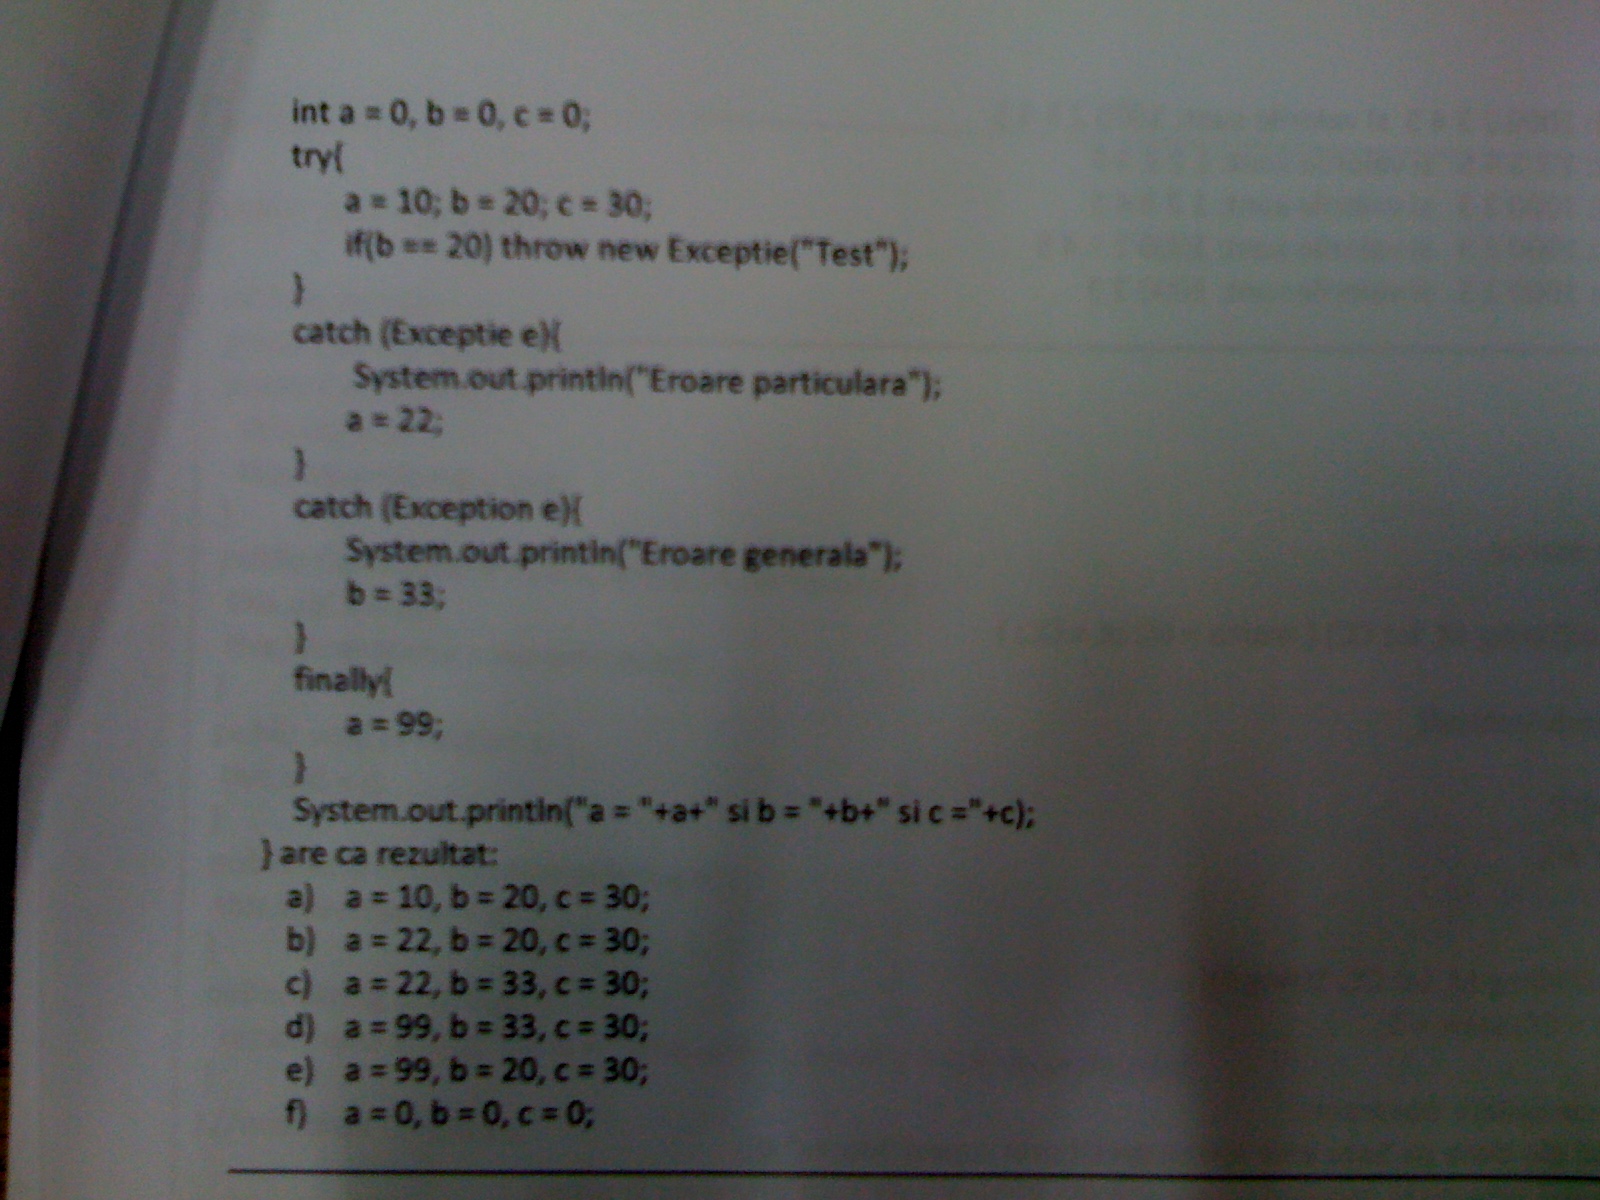 int a = 0, b = 0, c = 0;
try{
a = 10; b = 20; c = 30;
if(b == 20) throw new Exceptie("Test");
}
catch (Exceptie e){
System.out.println("Eroare particulara");
a = 22;
}
catch (Exception e){
System.out.println("Eroare generala");
b = 33;
}
finally{
a = 99;
}
System.out.println("a = "+a+" si b = "+b+" si c ="+c);
} are ca rezultat:
a) a = 10, b = 20, c = 30;
b) a = 22, b = 20, c = 30;
c) a = 22, b = 33, c = 30;
d) a = 99, b = 33, c = 30;
e) a = 99, b = 20, c = 30;
f) a = 0, b = 0, c = 0;